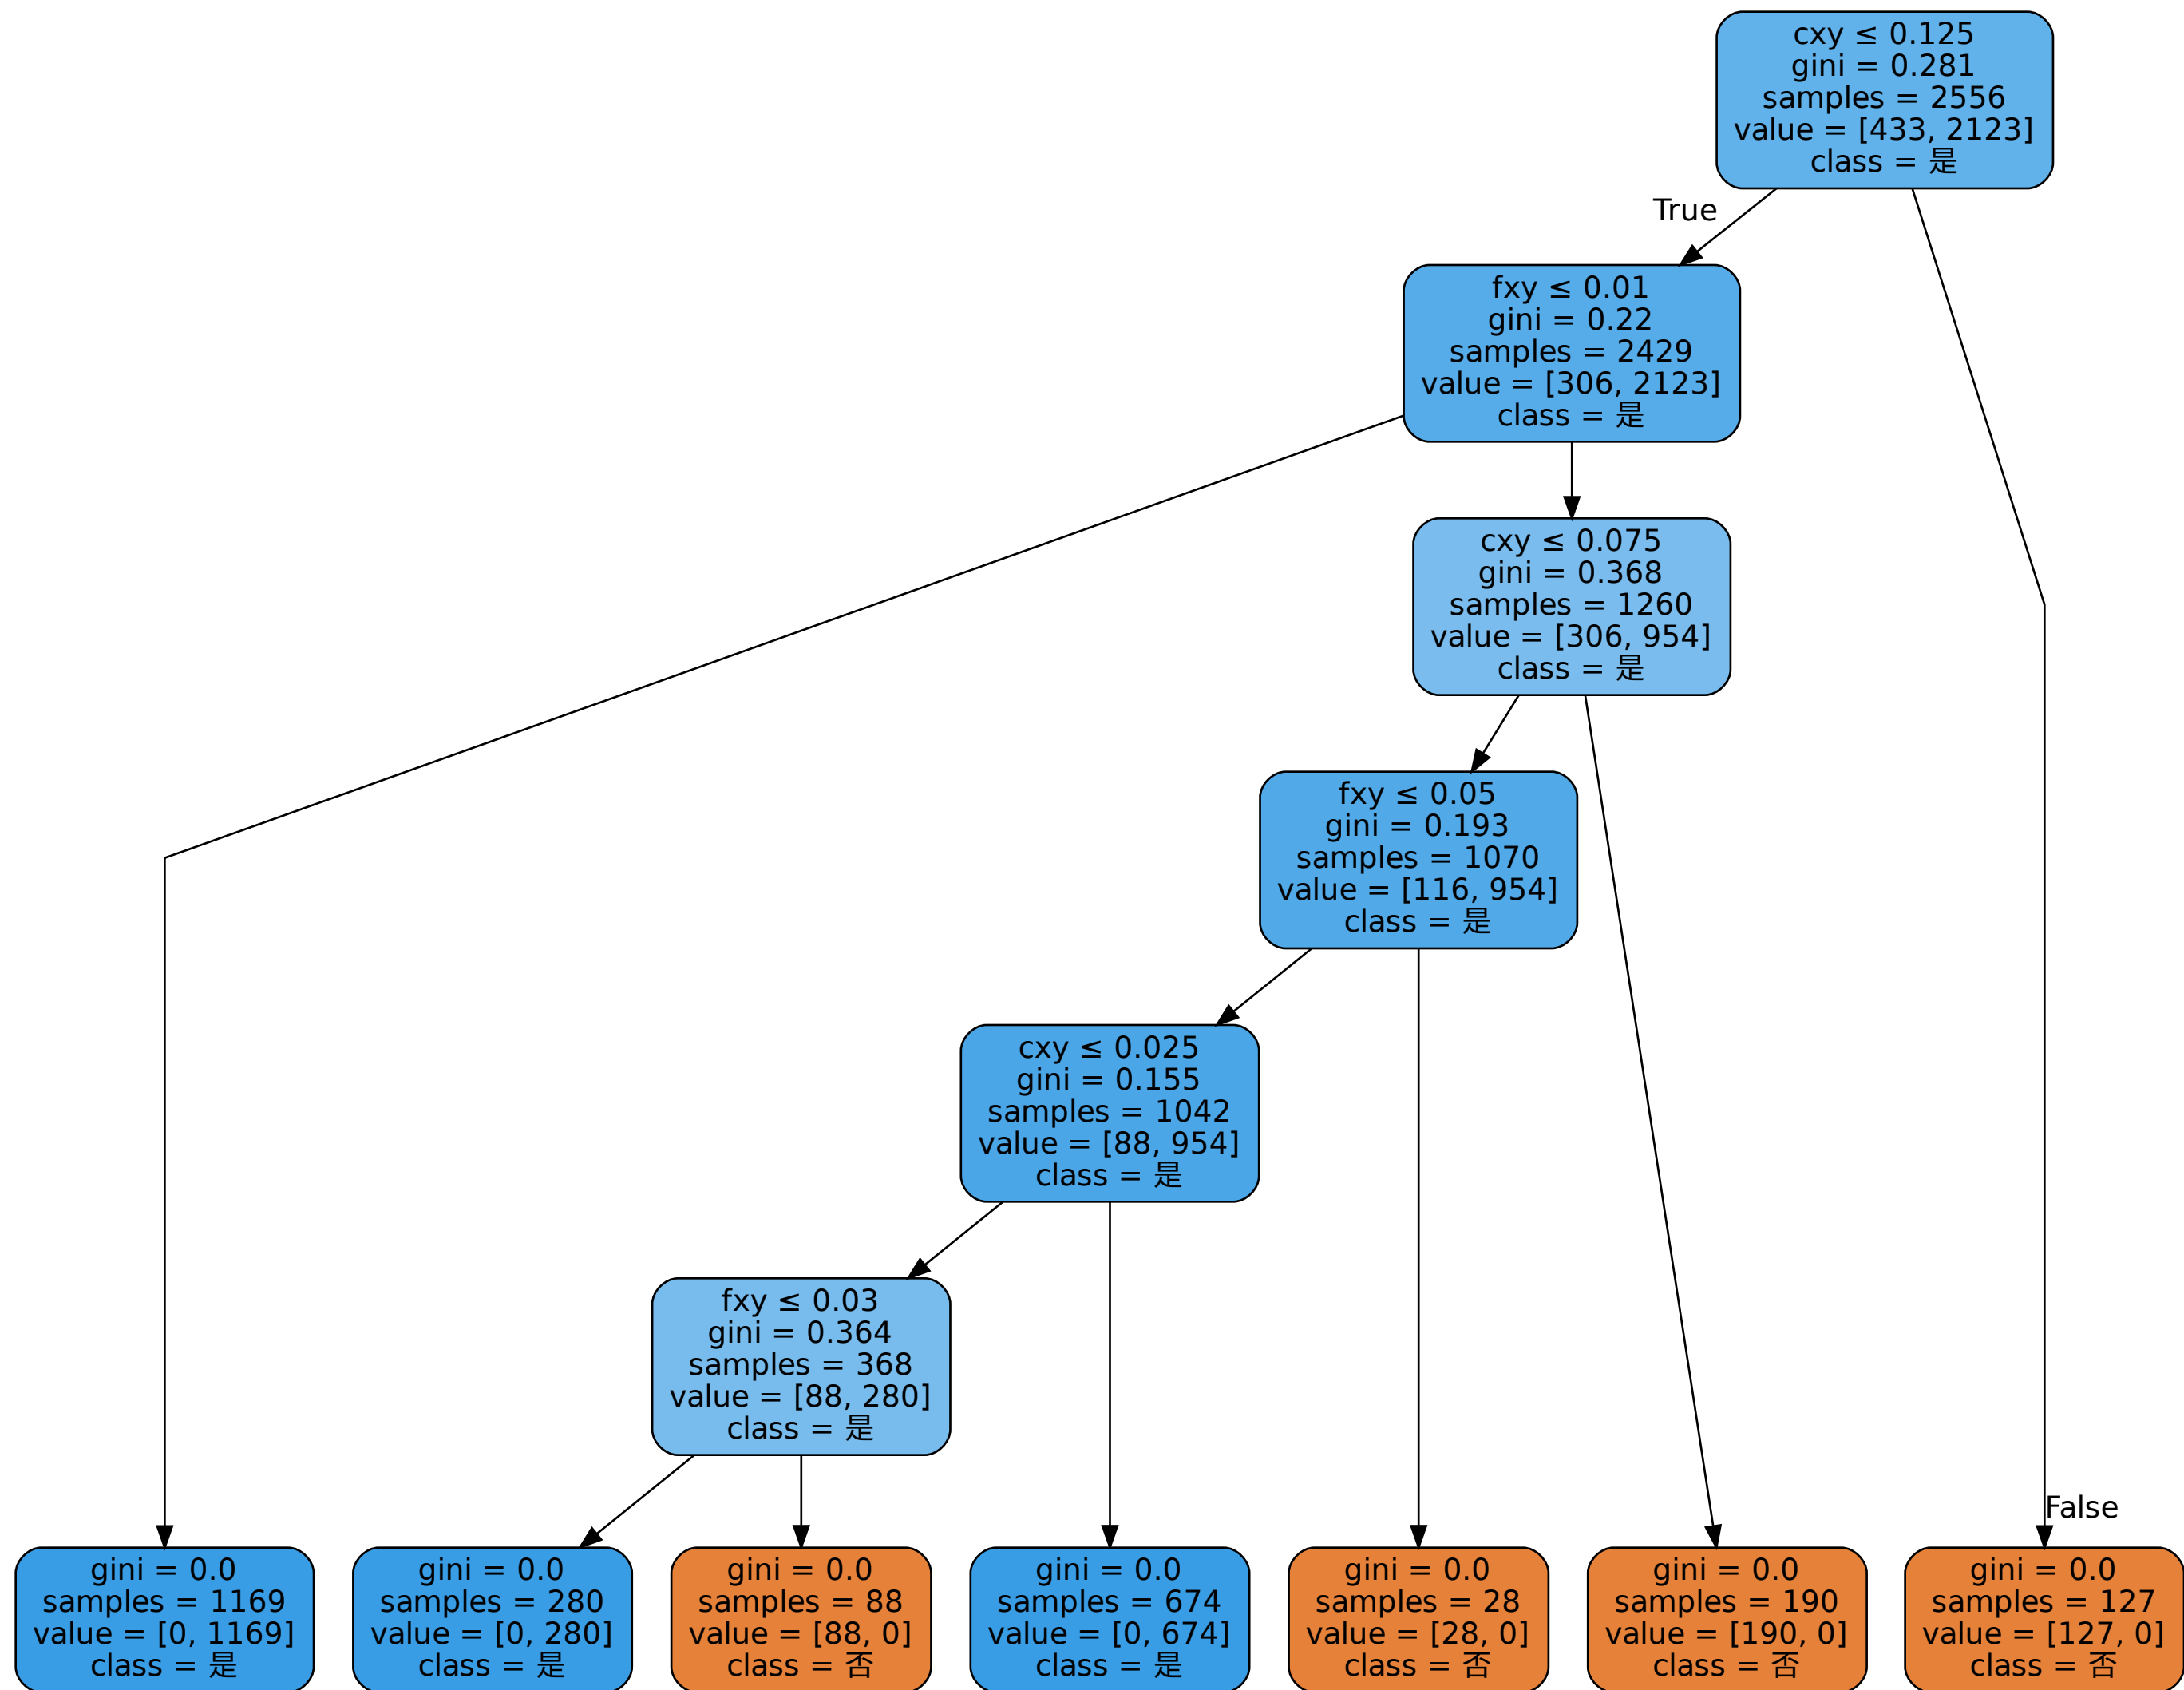 cxy ≤ 0.125
gini = 0.281
samples = 2556
value = [433, 2123]
class = 是
True
fxy ≤ 0.01
gini = 0.22
samples = 2429
value = [306, 2123]
class = 是
cxy ≤ 0.075
gini = 0.368
samples = 1260
value = [306, 954]
class = 是
fxy ≤ 0.05
gini = 0.193
samples = 1070
value = [116, 954]
class = 是
cxy ≤ 0.025
gini = 0.155
samples = 1042
value = [88, 954]
class = 是
fxy ≤ 0.03
gini = 0.364
samples = 368
value = [88, 280]
class = 是
False
gini = 0.0
samples = 1169
value = [0, 1169]
class = 是
gini = 0.0
samples = 280
value = [0, 280]
class = 是
gini = 0.0
samples = 88
value = [88, 0]
class = 否
gini = 0.0
samples = 674
value = [0, 674]
class = 是
gini = 0.0
samples = 28
value = [28, 0]
class = 否
gini = 0.0
samples = 190
value = [190, 0]
class = 否
gini = 0.0
samples = 127
value = [127, 0]
class = 否